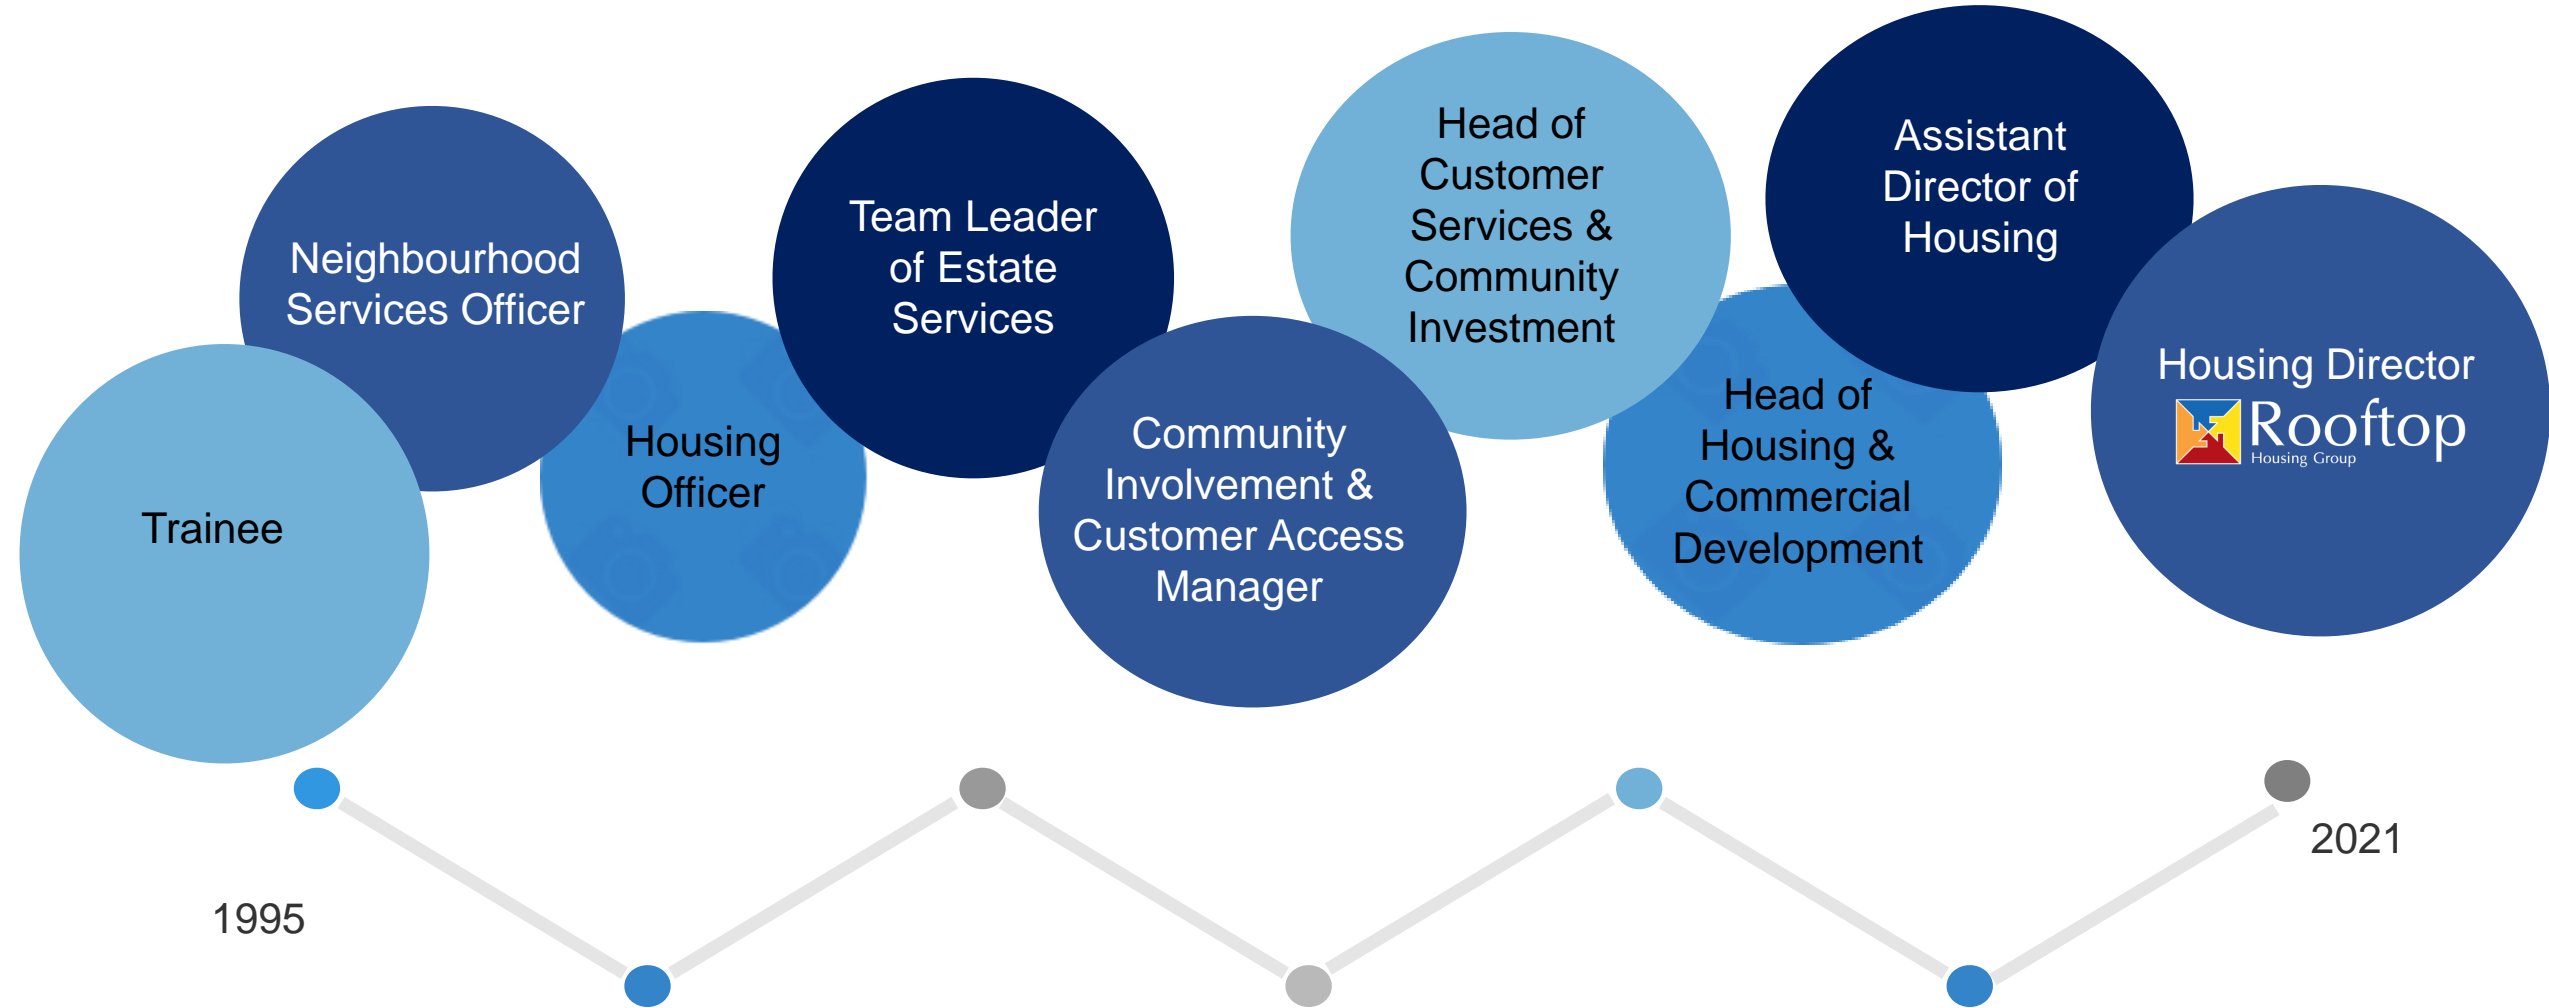 Trainee
Neighbourhood
Services Officer
Housing
Officer
Team Leader
of Estate
Services
Community
Involvement &
Customer Access
Manager
Head of
Customer
Services &
Community
Investment
Head of
Housing &
Commercial
Development
Assistant
Director of
Housing
Housing Director
Rooftop
Housing Group
1995
2021